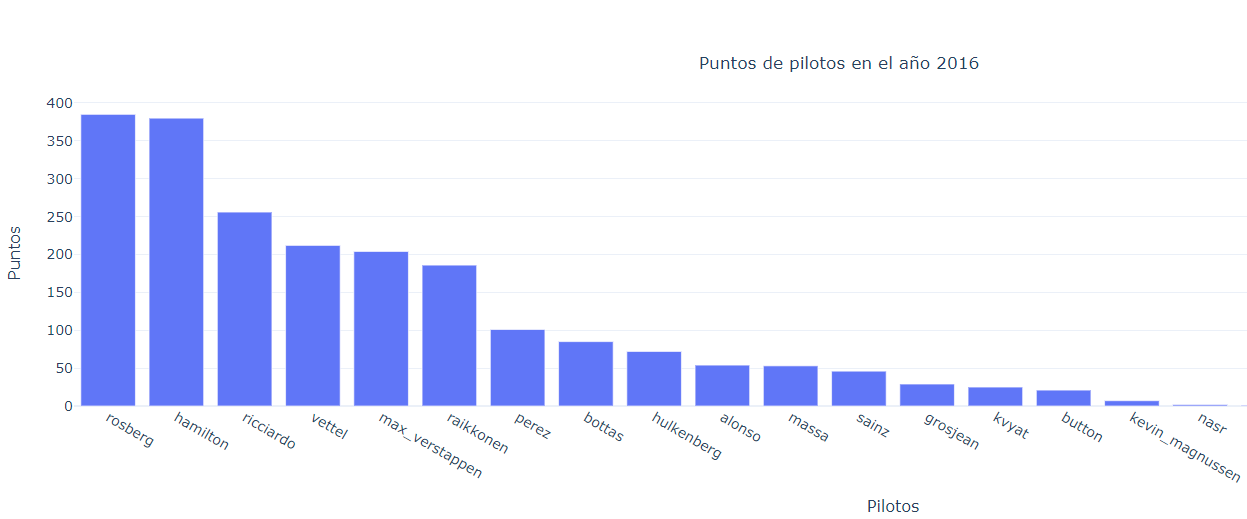 Puntos de pilotos en el año 2016
400
350
300
250
200
150
100
50
0
Puntos
rosberg
hamilton
ricciardo
vettel
max_verstappen
raikkonen
perez
bottas
hulkenberg
alonso
massa
sainz
grosjean
kvyat
button
kevin_magnussen
nasr
Pilotos